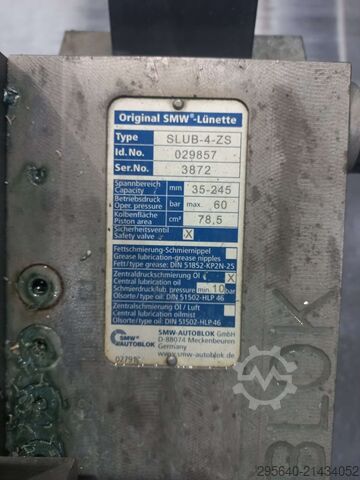 Original SMW®-Lünette
Type SLUB-4-ZS
Id.No. 029857
Ser.No. 3872
Spannbereich
Capacity mm 35-245
Betriebsdruck
Oper. pressure bar max. 60
Kolbenfläche
Piston area cm² 78,5
Sicherheitsventil
Safety valve X
Fettschmierung-Schmiernippel
Grease lubrication-grease nipples
Fett/type grease: DIN 51852-KP2N-25
Zentraldruckschmierung Öl X
Central lubrication oil
Schmierdruck/lub. pressure min. 10 bar
Ölsorte/type oil: DIN 51502-HLP 46
Zentralschmierung Öl / Luft
Central lubrication oilmist
Ölsorte/type oil: DIN 51502-HLP 46
SMW®
AUTOBLOK
SMW-AUTOBLOK GmbH
D-88074 Meckenbeuren
Germany
www.smw-autoblok.de
BLO
295640-21434052